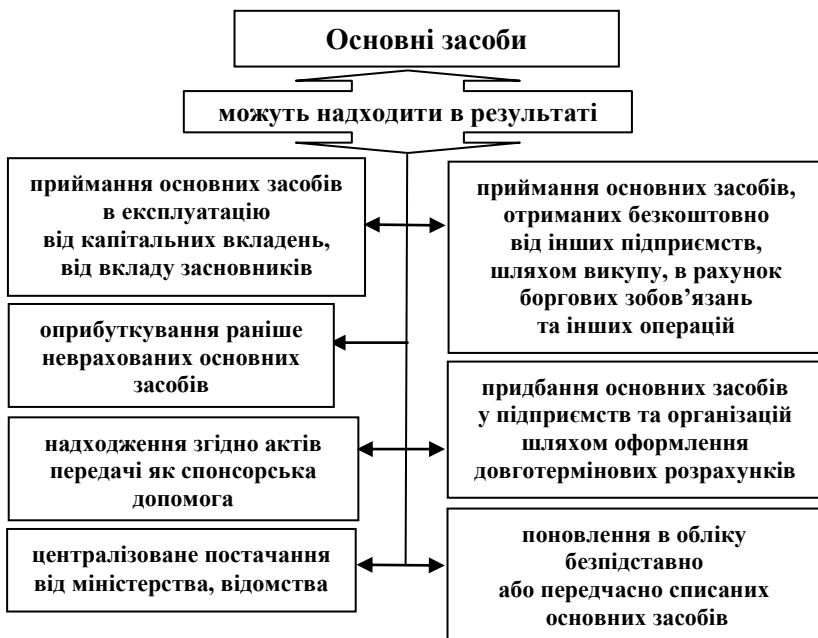 Основні засоби
можуть надходити в результаті
приймання основних засобів
в експлуатацію
від капітальних вкладень,
від вкладу засновників
приймання основних засобів,
отриманих безкоштовно
від інших підприємств,
шляхом викупу, в рахунок
боргових зобов’язань
та інших операцій
оприбуткування раніше
неврахованих основних
засобів
придбання основних засобів
у підприємств та організацій
шляхом оформлення
довготермінових розрахунків
надходження згідно актів
передачі як спонсорська
допомога
централізоване постачання
від міністерства, відомства
поновлення в обліку
безпідставно
або передчасно списаних
основних засобів